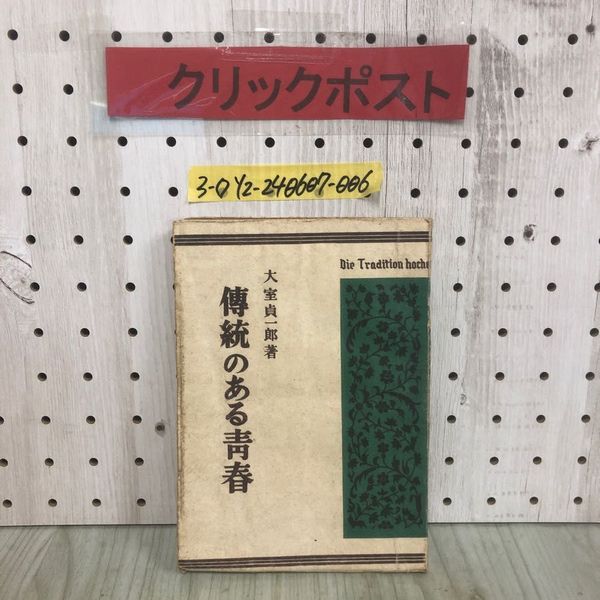 クリックポスト
3-0Y2-240607-006
Die Tradition hoche
大室貞一郎著
傳統のある青春